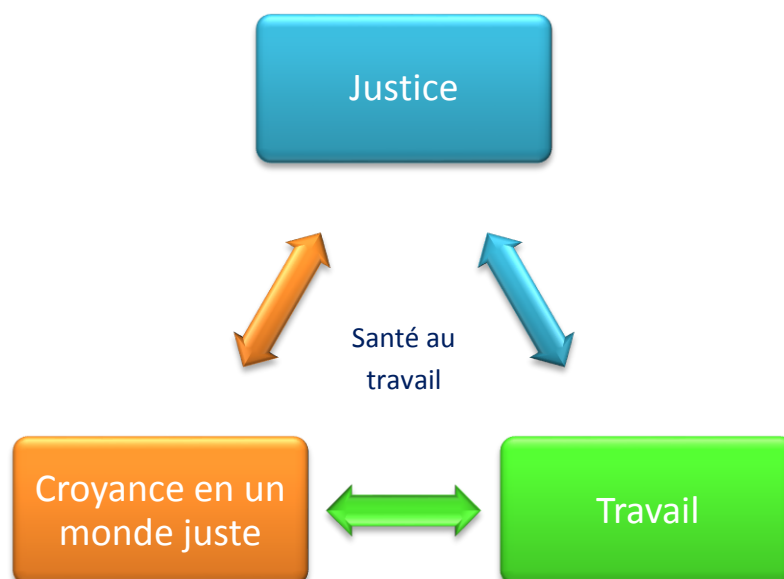 Justice
Santé au
travail
Croyance en un
monde juste
Travail